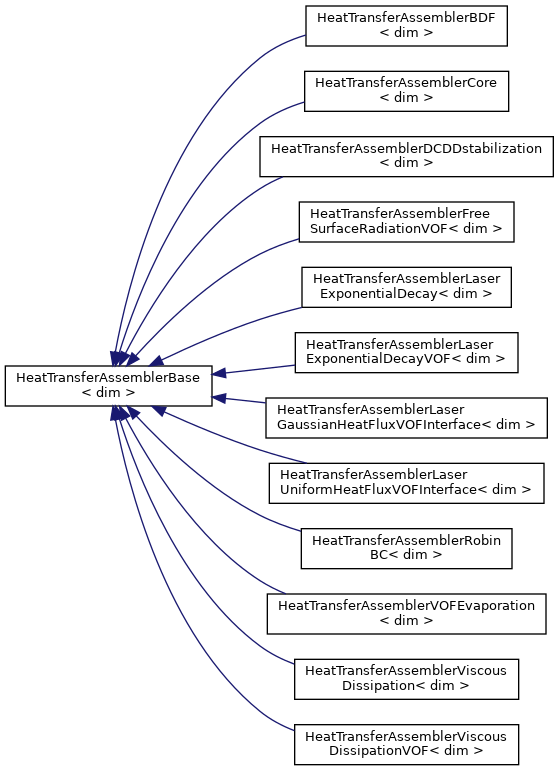 HeatTransferAssemblerBDF
< dim >
HeatTransferAssemblerCore
< dim >
HeatTransferAssemblerDCDDstabilization
< dim >
HeatTransferAssemblerFree
SurfaceRadiationVOF< dim >
HeatTransferAssemblerLaser
ExponentialDecay< dim >
HeatTransferAssemblerLaser
ExponentialDecayVOF< dim >
HeatTransferAssemblerBase
< dim >
HeatTransferAssemblerLaser
GaussianHeatFluxVOFInterface< dim >
HeatTransferAssemblerLaser
UniformHeatFluxVOFInterface< dim >
HeatTransferAssemblerRobin
BC< dim >
HeatTransferAssemblerVOFEvaporation
< dim >
HeatTransferAssemblerViscous
Dissipation< dim >
HeatTransferAssemblerViscous
DissipationVOF< dim >